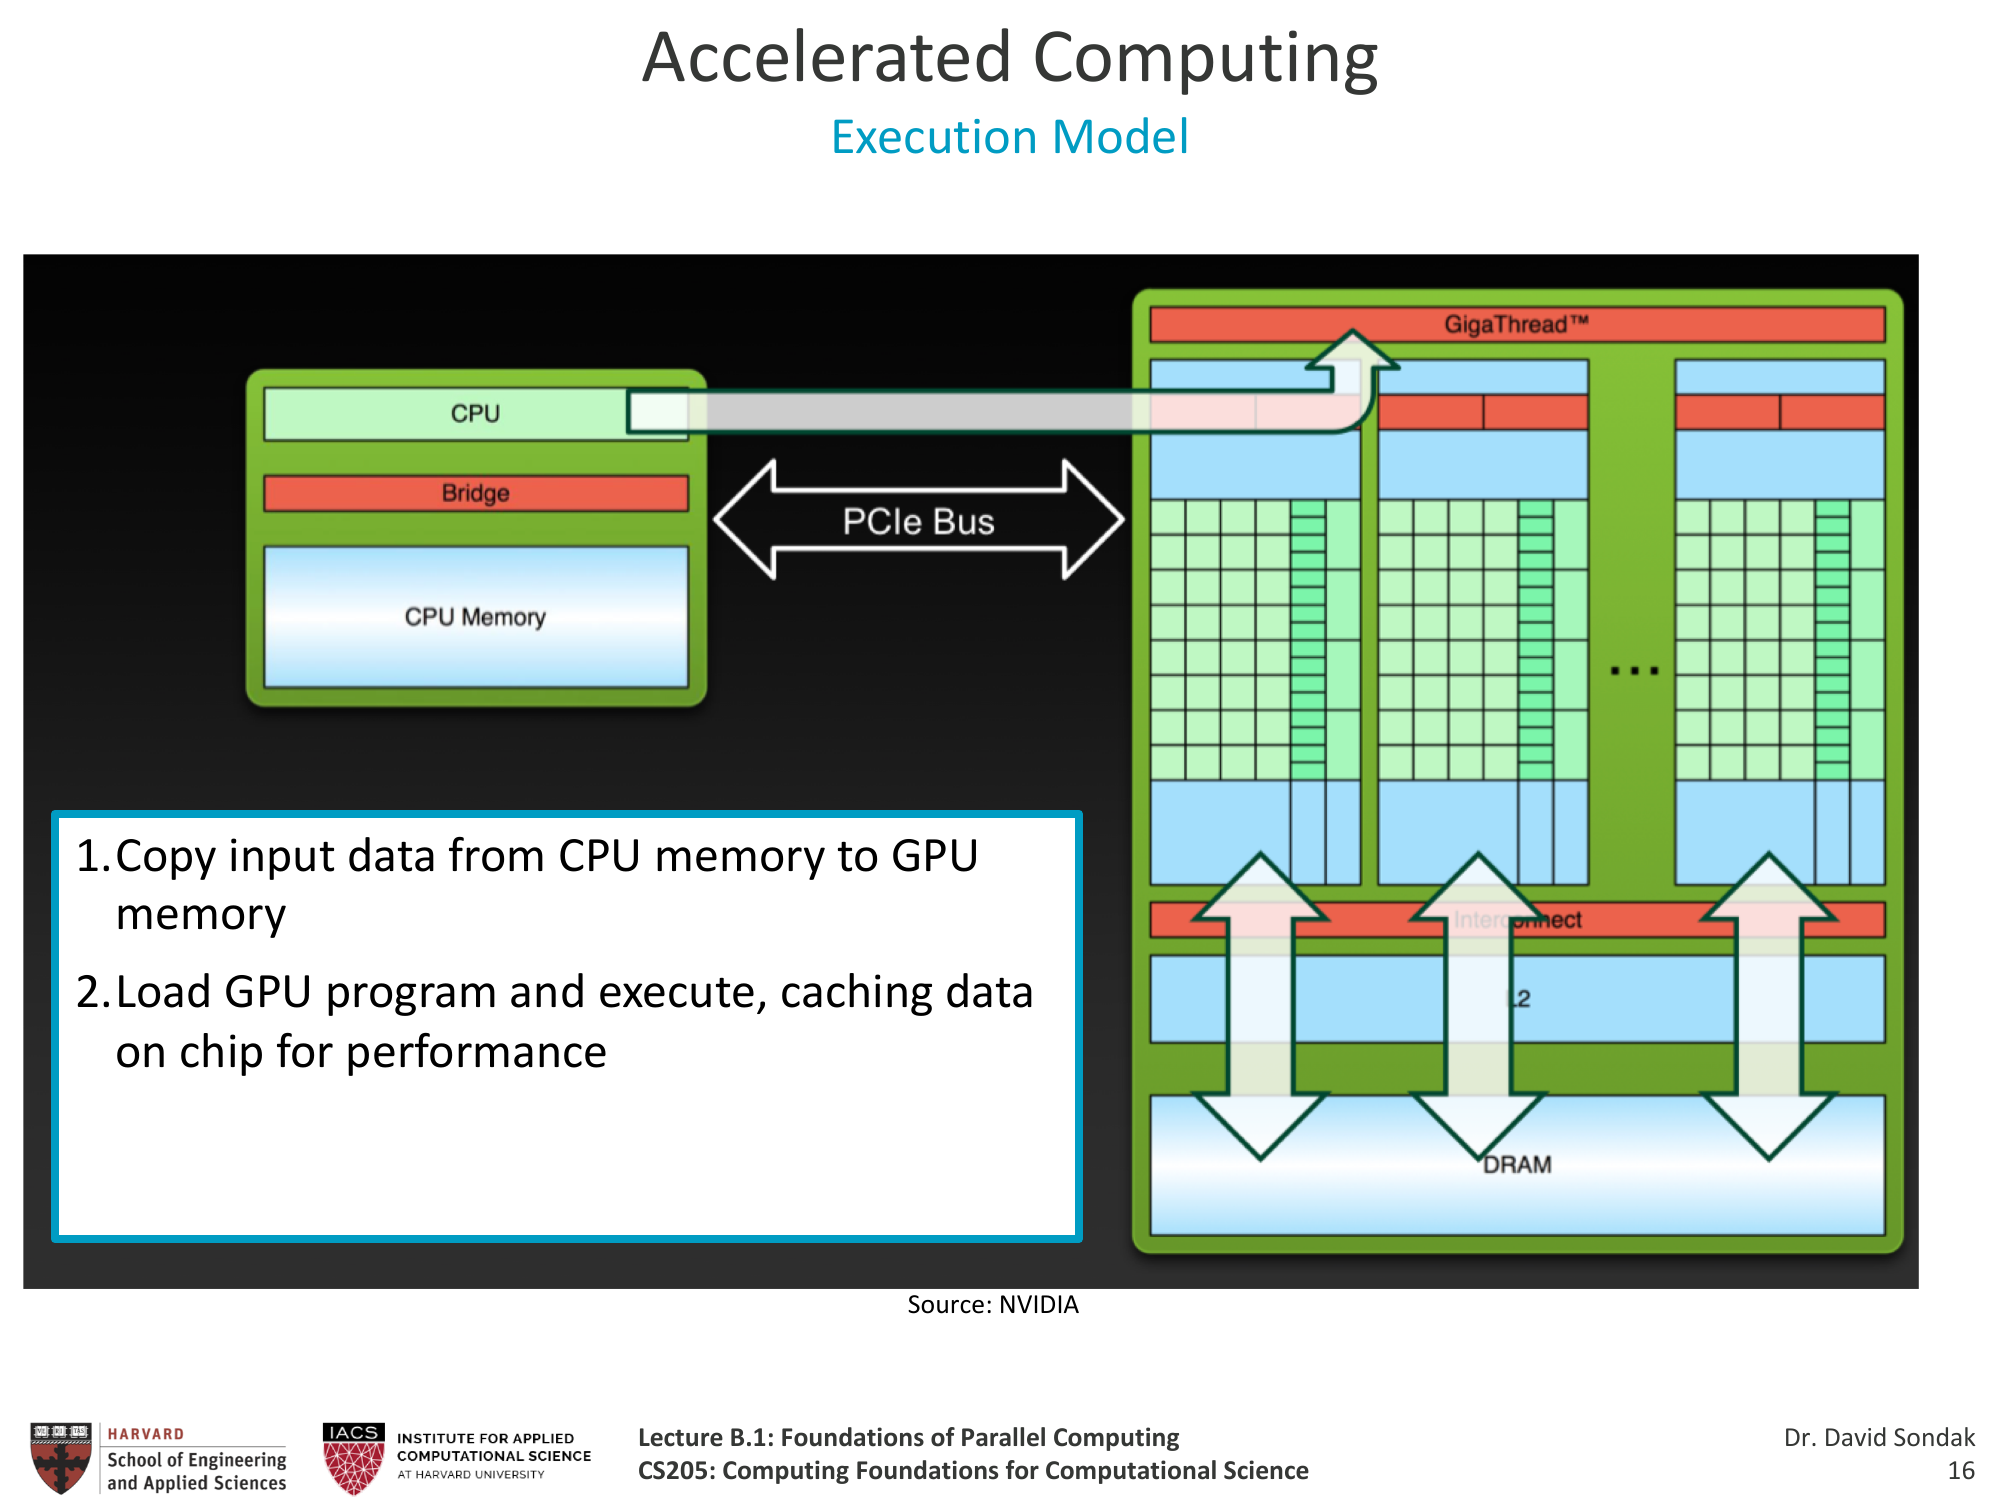 Accelerated Computing
Execution Model
GigaThread™
CPU
Bridge
PCIe Bus
CPU Memory
...
1.Copy input data from CPU memory to GPU
memory
2.Load GPU program and execute, caching data
on chip for performance
Interconnect
L2
DRAM
Source: NVIDIA
HARVARD
School of Engineering
and Applied Sciences
IACS
INSTITUTE FOR APPLIED
COMPUTATIONAL SCIENCE
AT HARVARD UNIVERSITY
Lecture B.1: Foundations of Parallel Computing
CS205: Computing Foundations for Computational Science
Dr. David Sondak
16